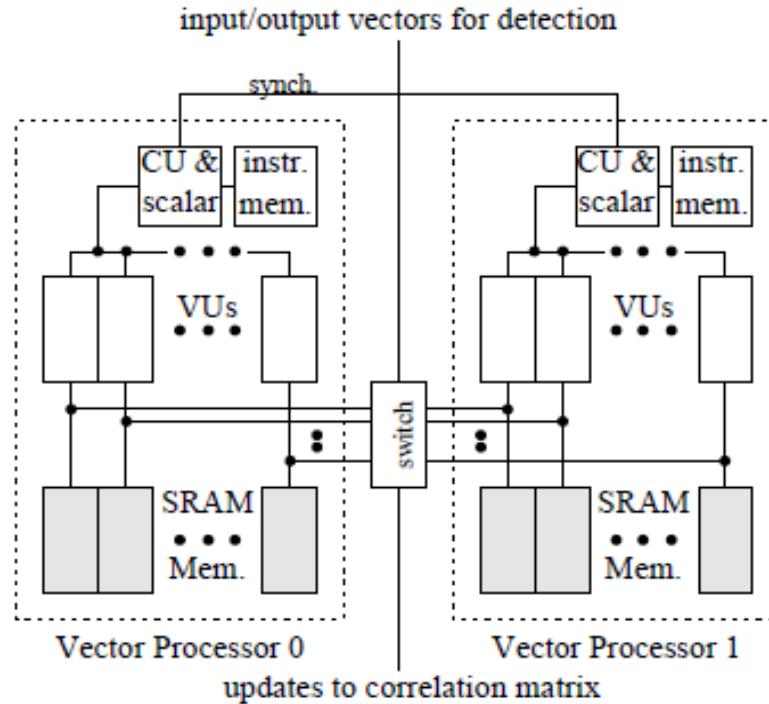 input/output vectors for detection
synch.
CU &
scalar
instr.
mem.
CU &
scalar
instr.
mem.
VUs
VUs
switch
SRAM
Mem.
SRAM
Mem.
Vector Processor 0
Vector Processor 1
updates to correlation matrix